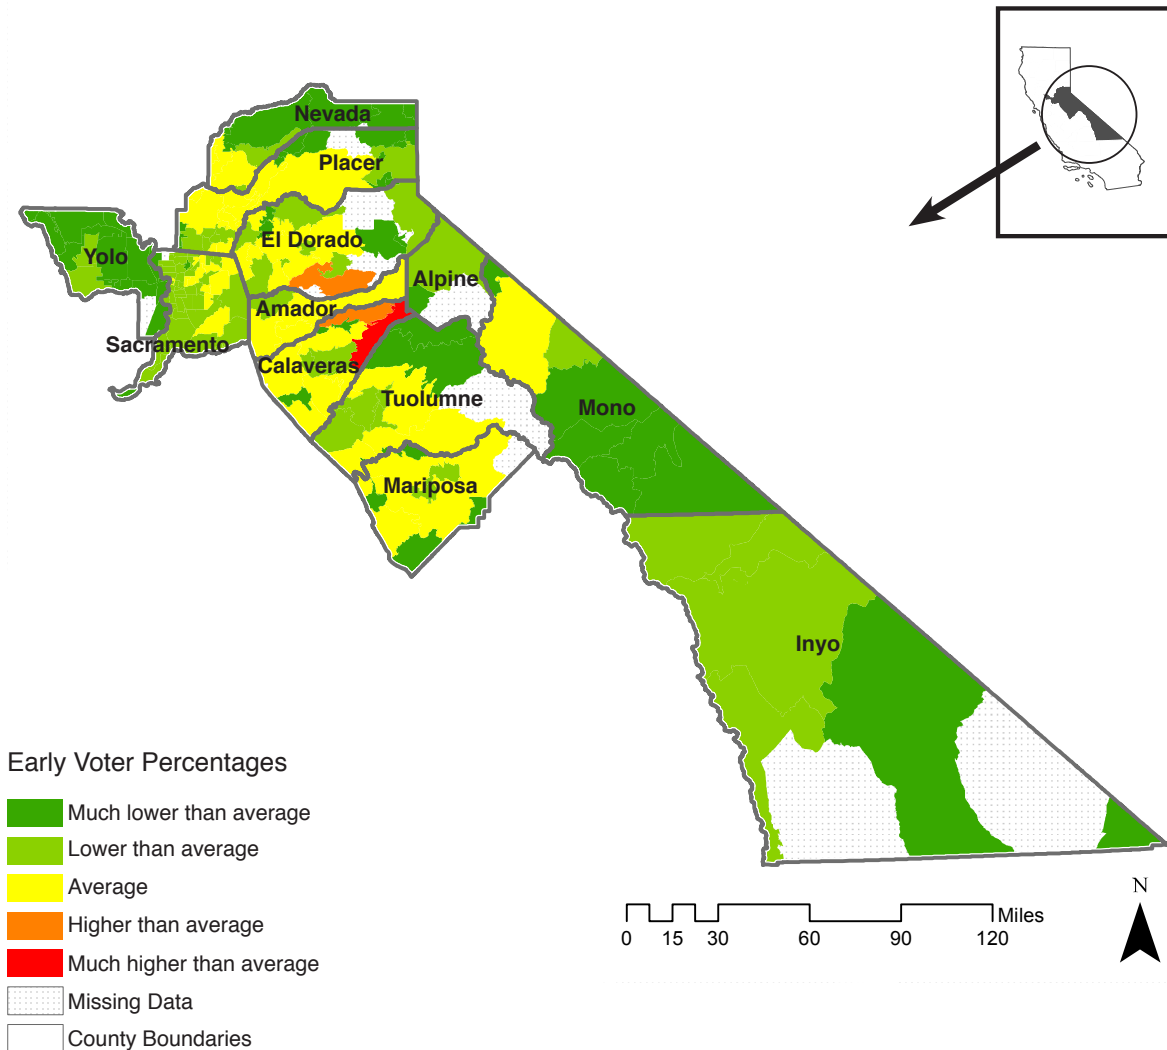 Nevada
Placer
El Dorado
Yolo
Alpine
Amador
Sacramento
Calaveras
Tuolumne
Mono
Mariposa
Inyo
Early Voter Percentages
Much lower than average
Lower than average
Average
Higher than average
Much higher than average
Missing Data
County Boundaries
N
Miles
0 15 30 60 90 120